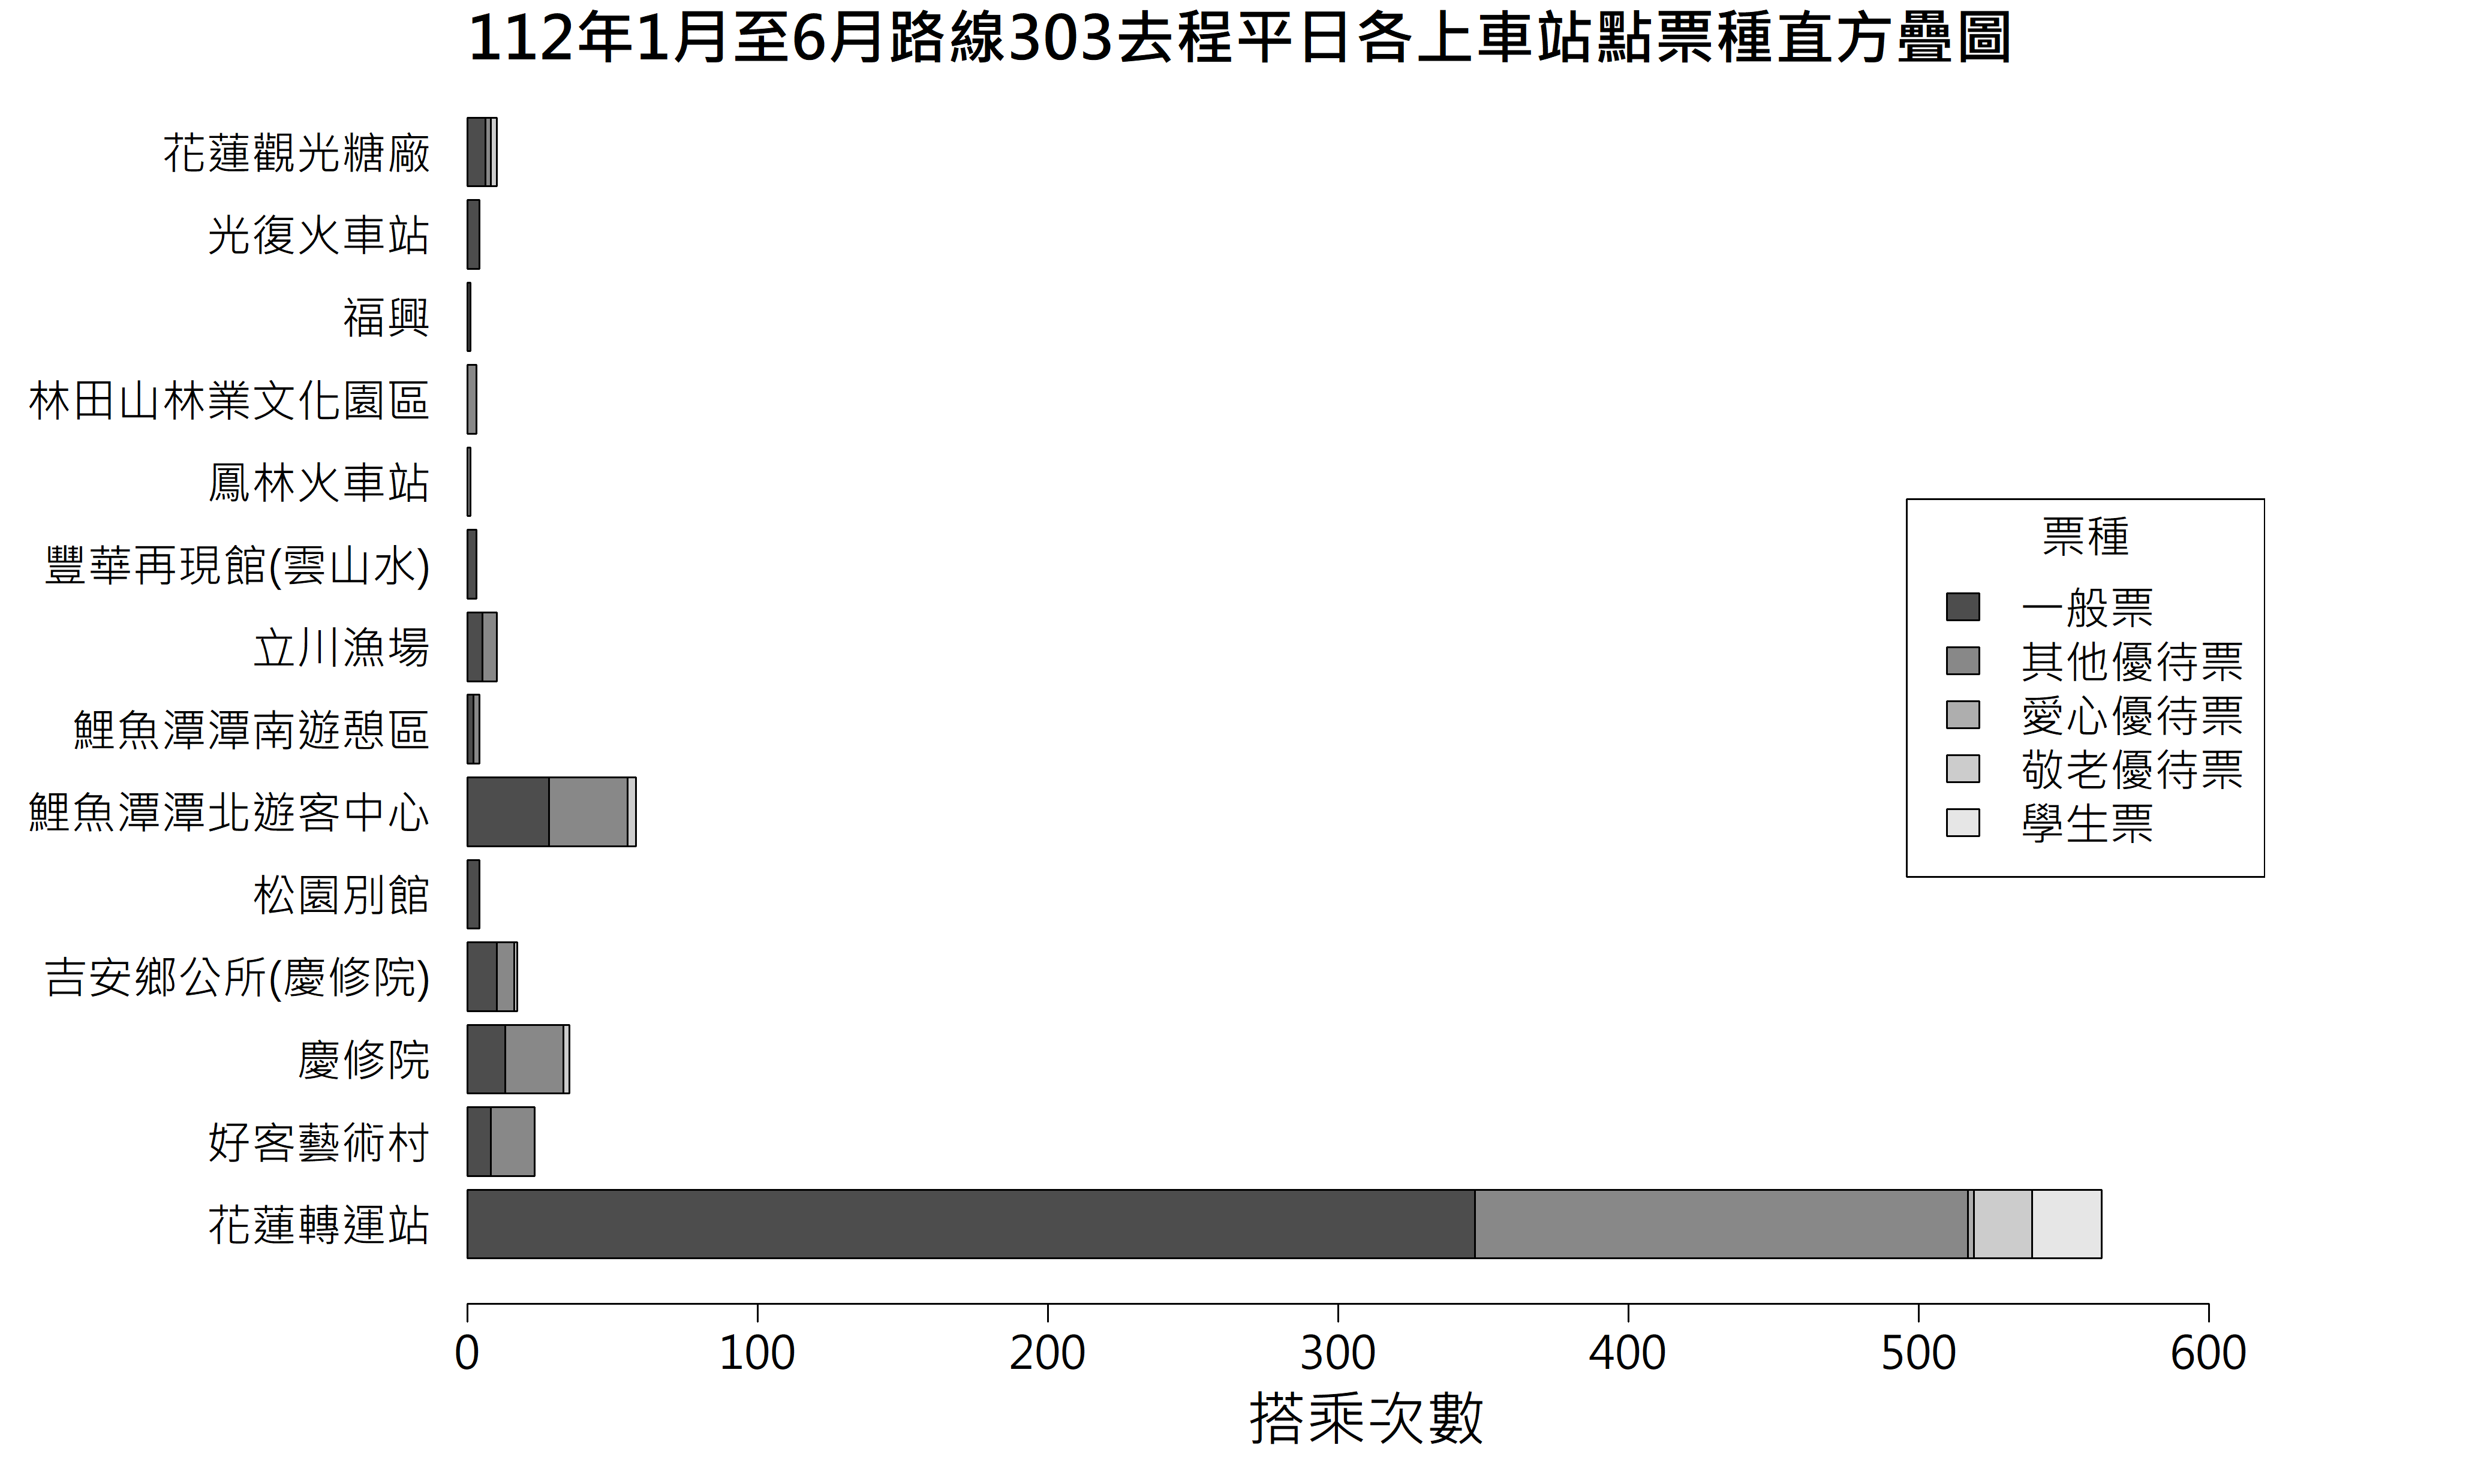 112年1月至6月路線303去程平日各上車站點票種直方疊圖
花蓮觀光糖廠
光復火車站
福興
林田山林業文化園區
鳳林火車站
豐華再現館(雲山水)
立川漁場
鯉魚潭潭南遊憩區
鯉魚潭潭北遊客中心
松園別館
吉安鄉公所(慶修院)
慶修院
好客藝術村
花蓮轉運站
票種
一般票
其他優待票
愛心優待票
敬老優待票
學生票
0 100 200 300 400 500 600
搭乘次數